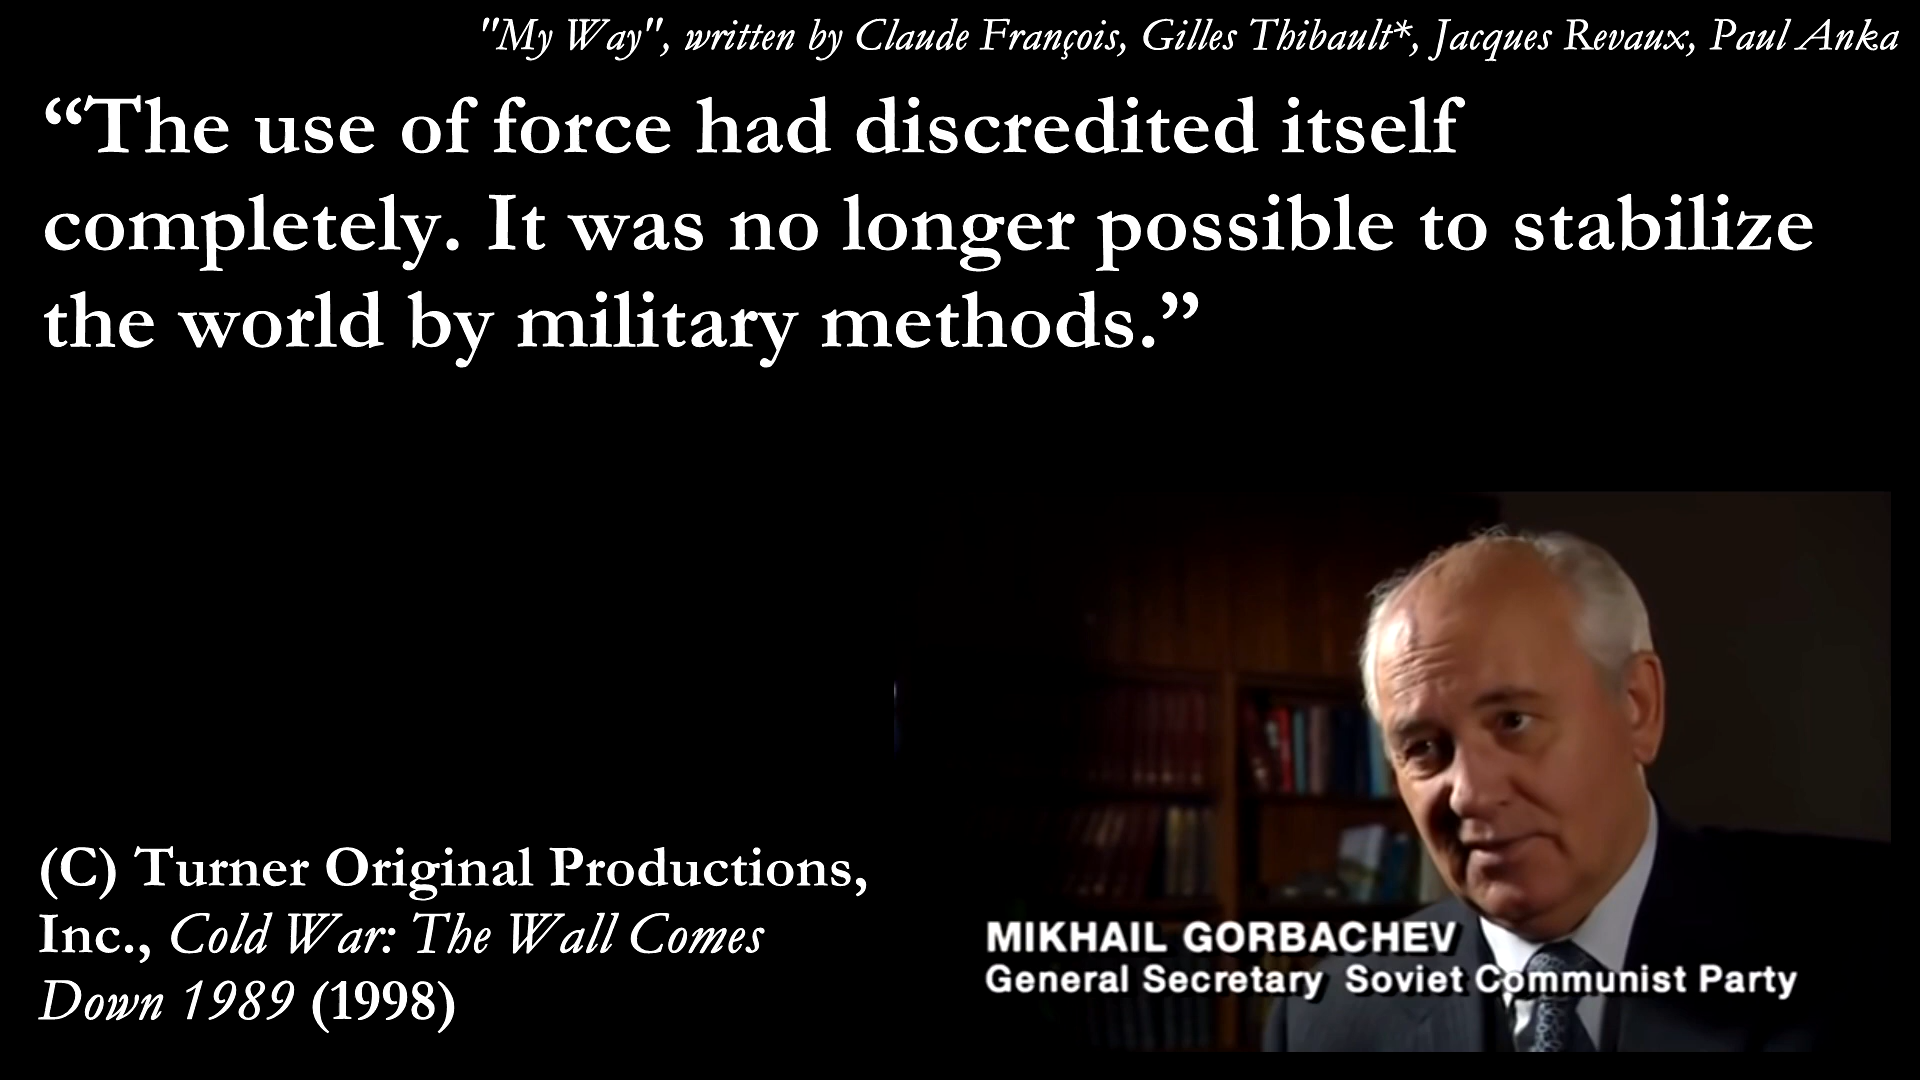 "My Way", written by Claude François, Gilles Thibault*, Jacques Revaux, Paul Anka
“The use of force had discredited itself
completely. It was no longer possible to stabilize
the world by military methods.”
(C) Turner Original Productions,
Inc., Cold War: The Wall Comes
Down 1989 (1998)
MIKHAIL GORBACHEV
General Secretary Soviet Communist Party